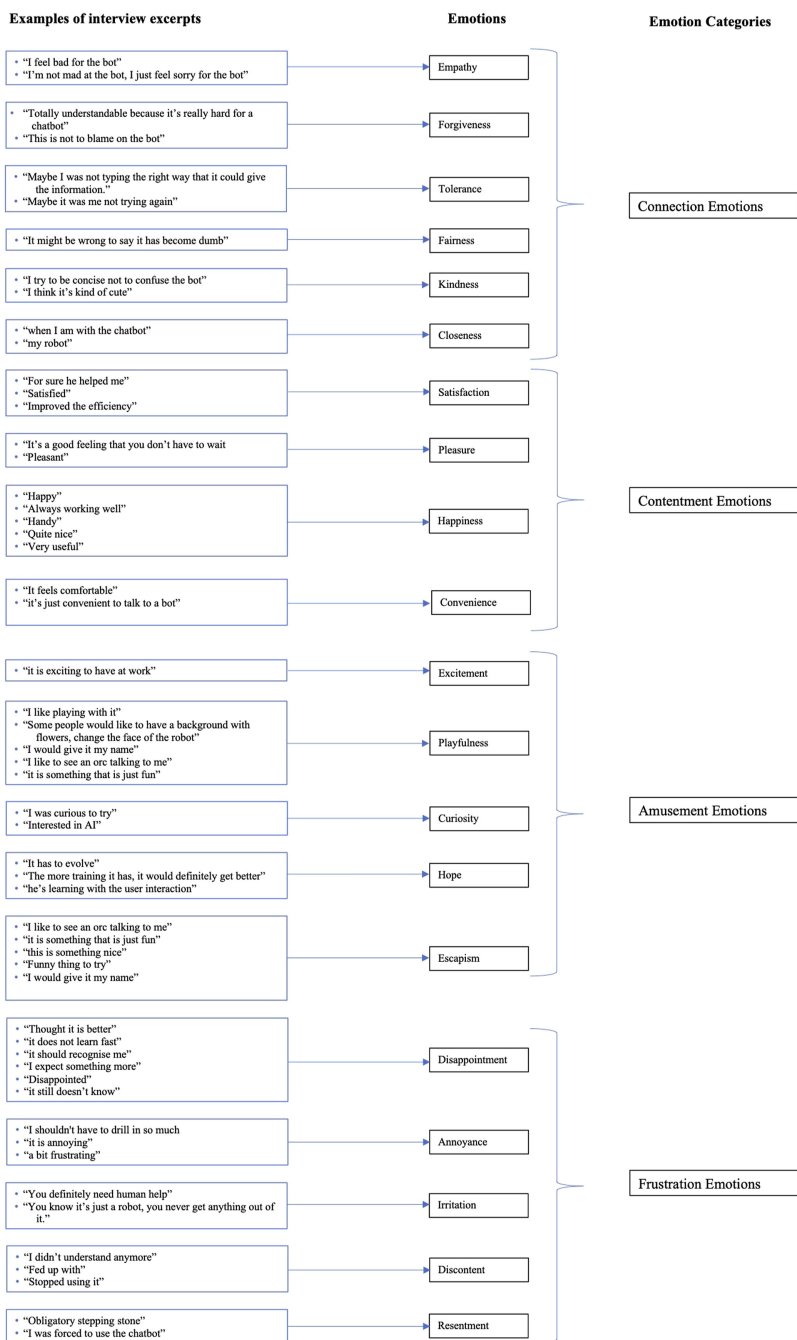 Examples of interview excerpts
Emotions
Emotion Categories
• “I feel bad for the bot”
• “I’m not mad at the bot, I just feel sorry for the bot”
Empathy
• “Totally understandable because it’s really hard for a
chatbot”
• “This is not to blame on the bot”
Forgiveness
• “Maybe I was not typing the right way that it could give
the information.”
• “Maybe it was me not trying again”
Tolerance
• “It might be wrong to say it has become dumb”
Fairness
• “I try to be concise not to confuse the bot”
• “I think it’s kind of cute”
Kindness
• “when I am with the chatbot”
• “my robot”
Closeness
Connection Emotions
• “For sure he helped me”
• “Satisfied”
• “Improved the efficiency”
Satisfaction
• “It’s a good feeling that you don’t have to wait
• “Pleasant”
Pleasure
• “Happy”
• “Always working well”
• “Handy”
• “Quite nice”
• “Very useful”
Happiness
• “It feels comfortable”
• “it’s just convenient to talk to a bot”
Convenience
Contentment Emotions
• “it is exciting to have at work”
Excitement
• “I like playing with it”
• “Some people would like to have a background with
flowers, change the face of the robot”
• “I would give it my name”
• “I like to see an orc talking to me”
• “it is something that is just fun”
Playfulness
• “I was curious to try”
• “Interested in AI”
Curiosity
• “It has to evolve”
• “The more training it has, it would definitely get better”
• “he’s learning with the user interaction”
Hope
• “I like to see an orc talking to me”
• “it is something that is just fun”
• “this is something nice”
• “Funny thing to try”
• “I would give it my name”
Escapism
Amusement Emotions
• “Thought it is better”
• “it does not learn fast”
• “it should recognise me”
• “I expect something more”
• “Disappointed”
• “it still doesn’t know”
Disappointment
• “I shouldn't have to drill in so much
• “it is annoying”
• “a bit frustrating”
Annoyance
• “You definitely need human help”
• “You know it’s just a robot, you never get anything out of
it.”
Irritation
• “I didn’t understand anymore”
• “Fed up with”
• “Stopped using it”
Discontent
• “Obligatory stepping stone”
• “I was forced to use the chatbot”
Resentment
Frustration Emotions